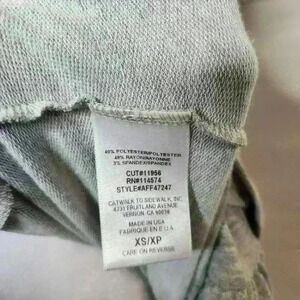 49% POLYESTER/POLYESTER
48% RAYON/RAYONNE
3% SPANDEX/SPANDEX
CUT#11956
RN#114574
STYLE#AFF47247
CATWALK TO SIDEWALK, INC.
4731 FRUITLAND AVENUE
VERNON, CA 90058
MADE IN USA
FABRIQUE EN E.U.A.
XS/XP
CARE ON REVERSE